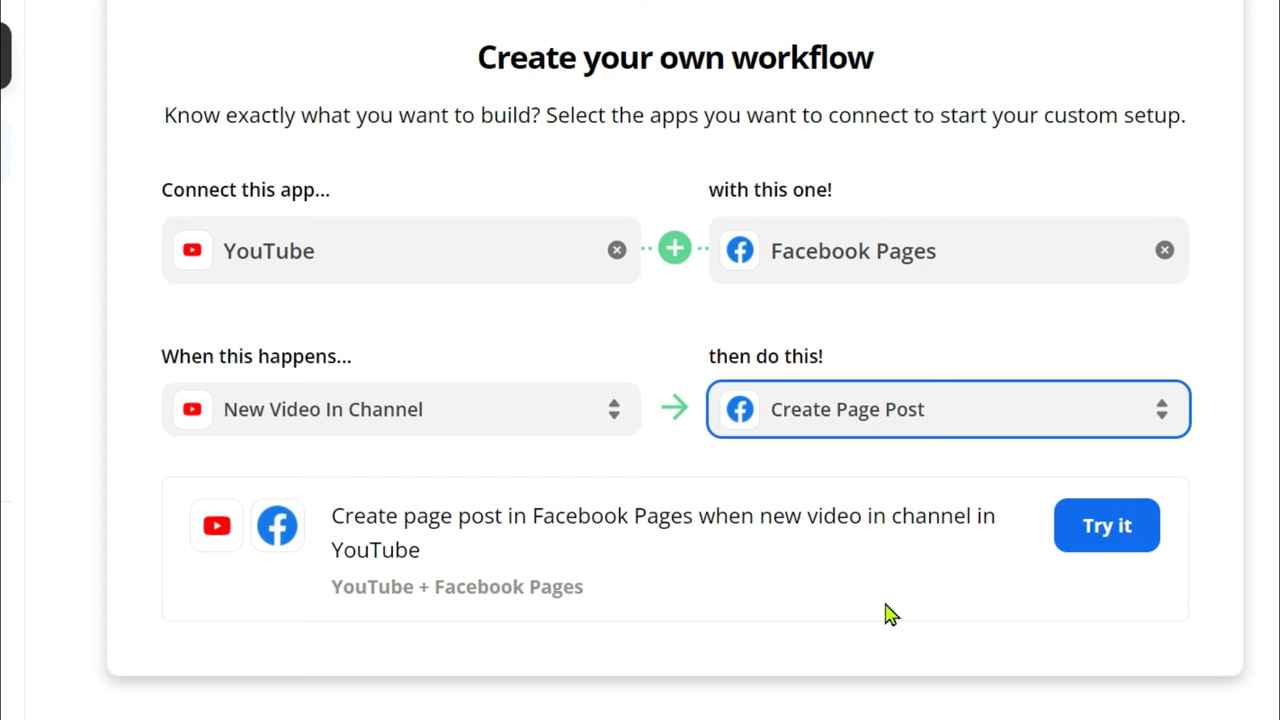 Create your own workflow
Know exactly what you want to build? Select the apps you want to connect to start your custom setup.
Connect this app...
with this one!
YouTube
Facebook Pages
When this happens...
then do this!
New Video In Channel
Create Page Post
Create page post in Facebook Pages when new video in channel in
YouTube
YouTube + Facebook Pages
Try it